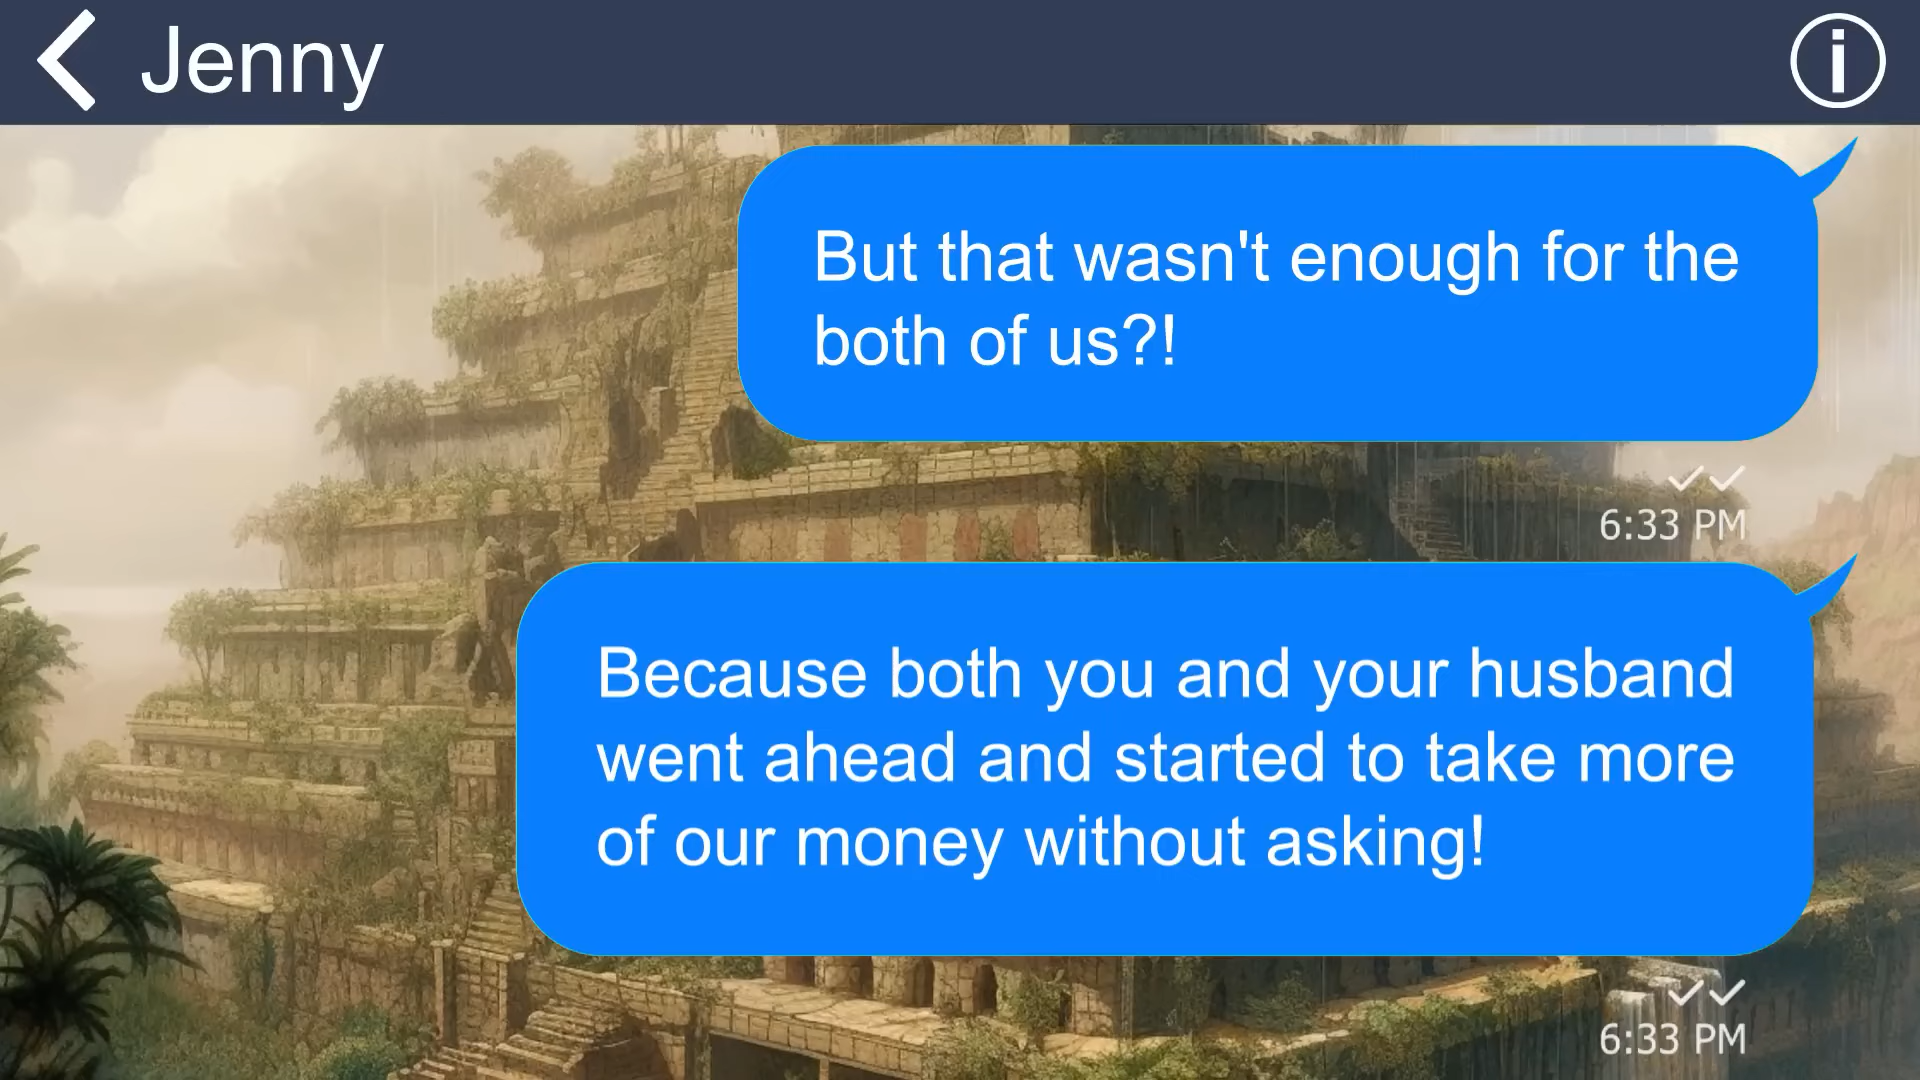 Jenny
But that wasn't enough for the
both of us?!
6:33 PM
Because both you and your husband
went ahead and started to take more
of our money without asking!
6:33 PM